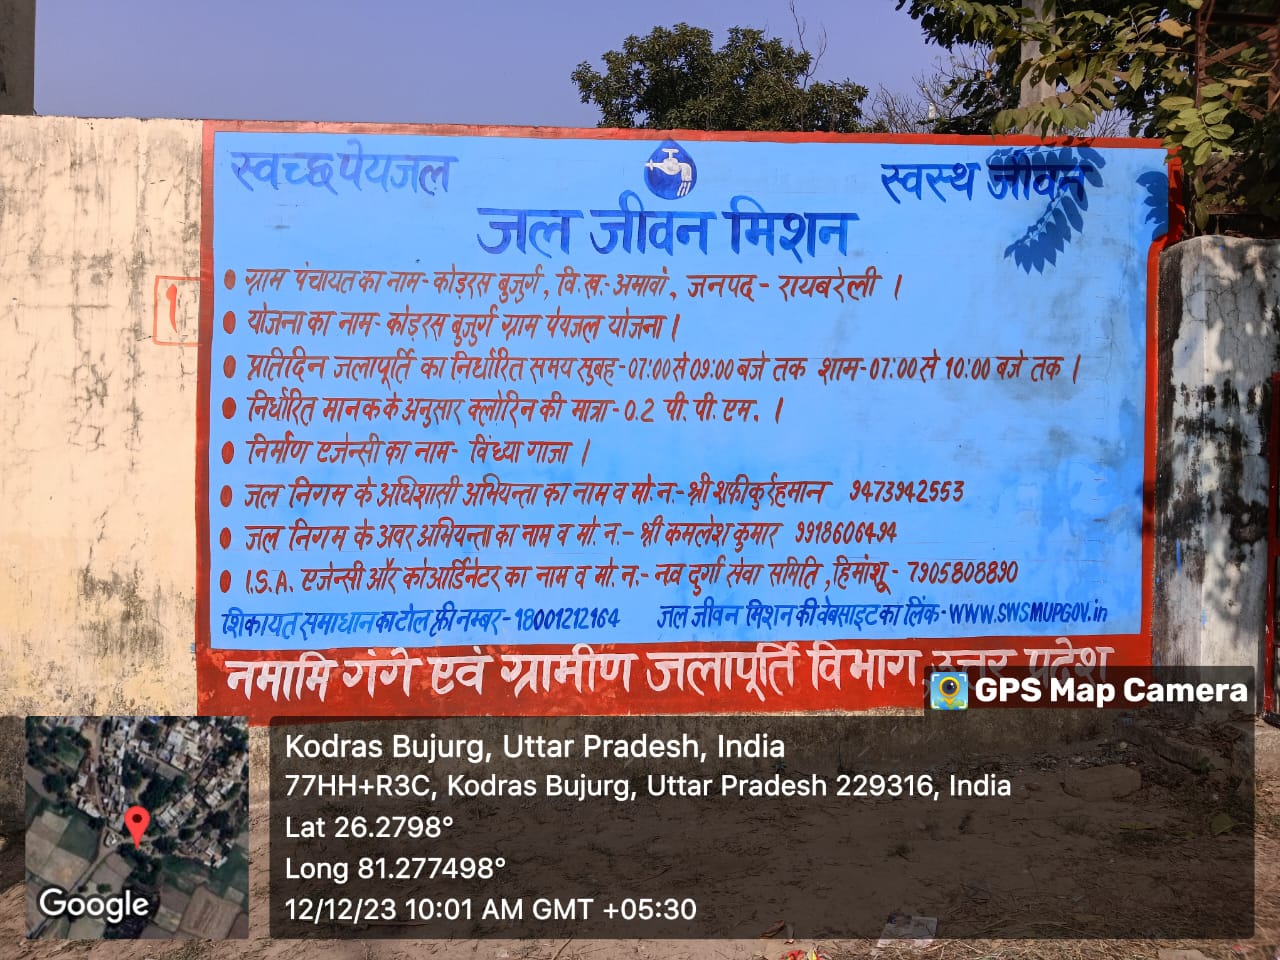 स्वच्छ पेयजल
स्वस्थ जीवन
जल जीवन मिशन
• ग्राम पंचायत का नाम- कोड़रस बुजुर्ग, वि.ख.- अमावां, जनपद - रायबरेली ।
• योजना का नाम- कोड़रस बुजुर्ग ग्राम पेयजल योजना ।
१
• प्रतिदिन जलापूर्ति का निर्धारित समय सुबह-07:00 से 09:00 बजे तक शाम-07:00 से 10:00 बजे तक ।
• निर्धारित मानक के अनुसार क्लोरिन की मात्रा- 0.2 पी. पी. एम. ।
• निर्माण एजेन्सी का नाम- विंध्या गाजा ।
• जल निगम के अधिशासी अभियन्ता का नाम व मो.न.- श्री शफीकुर्रहमान 9473942553
• जल निगम के अवर अभियन्ता का नाम व मो. न.- श्री कमलेश कुमार 9918606494
• I.S.A. एजेन्सी और कोआर्डिनेटर का नाम व मो.न.- नव दुर्गा सेवा समिति, हिमांशू - 7905808890
शिकायत समाधान का टोल फ्री नम्बर-18001212164 जल जीवन मिशन की वेबसाइट का लिंक-WWW.SWSMUPGOV.in
नमामि गंगे एवं ग्रामीण जलापूर्ति विभाग, उत्तर प्रदेश
GPS Map Camera
Kodras Bujurg, Uttar Pradesh, India
77HH+R3C, Kodras Bujurg, Uttar Pradesh 229316, India
Lat 26.2798°
Long 81.277498°
12/12/23 10:01 AM GMT +05:30
Google